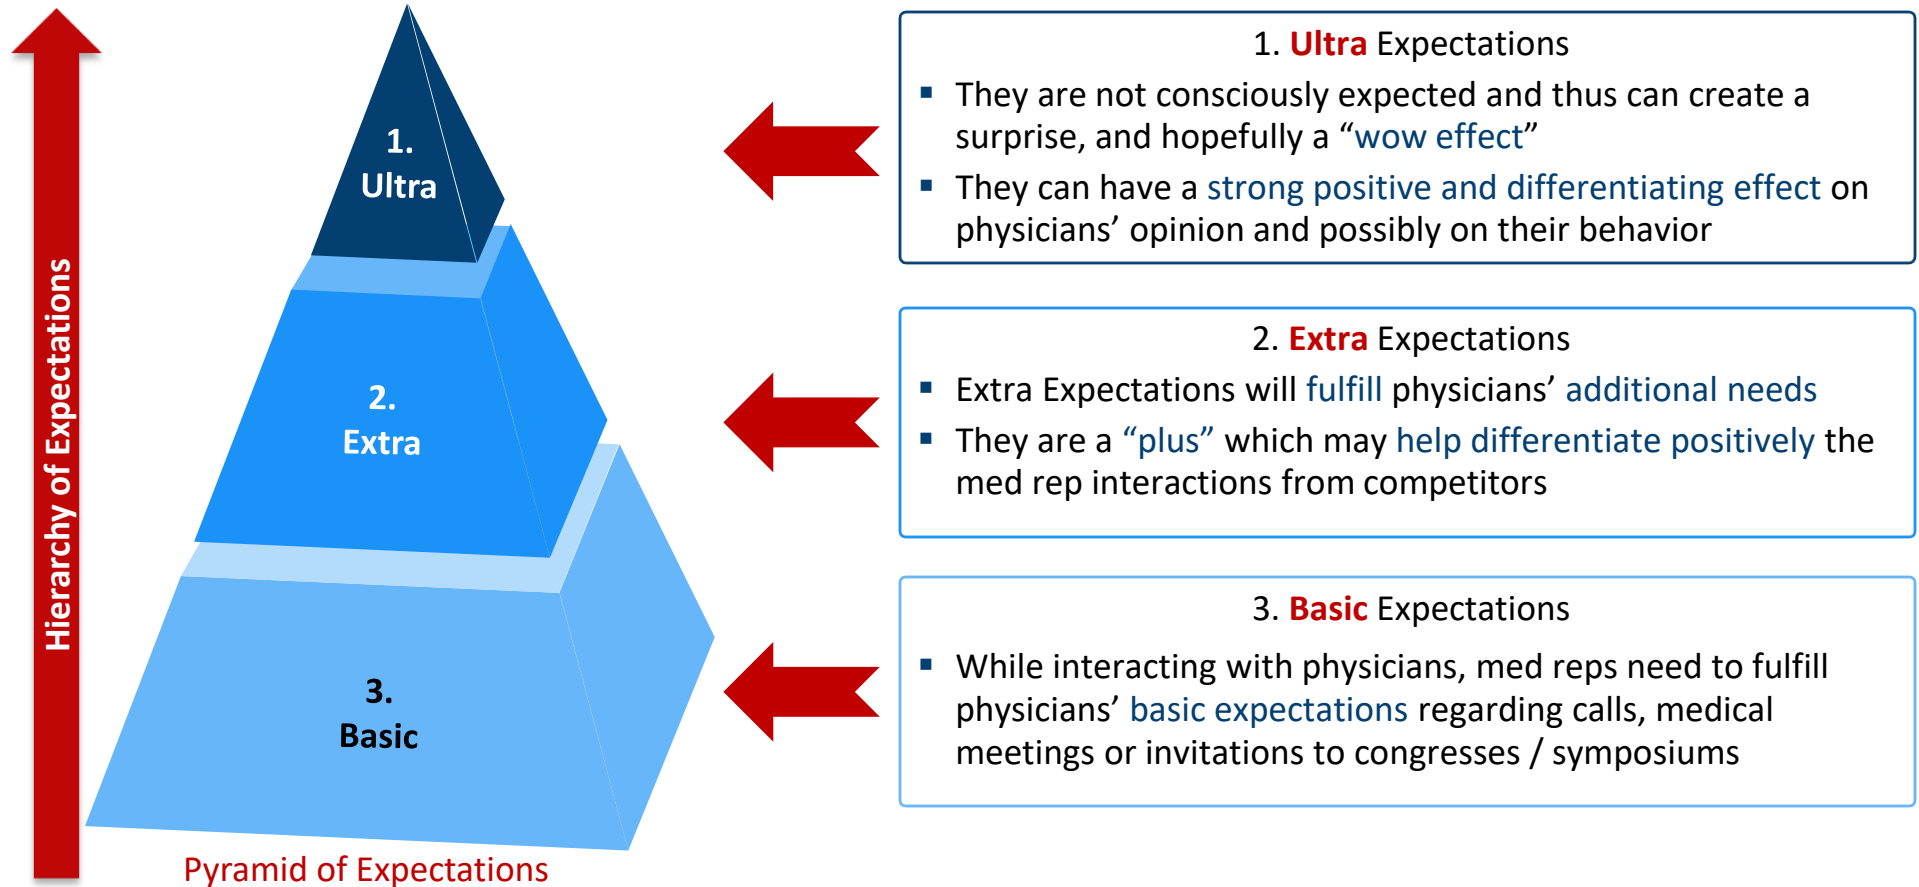 Hierarchy of Expectations
1.
Ultra
2.
Extra
3.
Basic
Pyramid of Expectations
1. Ultra Expectations
▪ They are not consciously expected and thus can create a
surprise, and hopefully a “wow effect”
▪ They can have a strong positive and differentiating effect on
physicians’ opinion and possibly on their behavior
2. Extra Expectations
▪ Extra Expectations will fulfill physicians’ additional needs
▪ They are a “plus” which may help differentiate positively the
med rep interactions from competitors
3. Basic Expectations
▪ While interacting with physicians, med reps need to fulfill
physicians’ basic expectations regarding calls, medical
meetings or invitations to congresses / symposiums